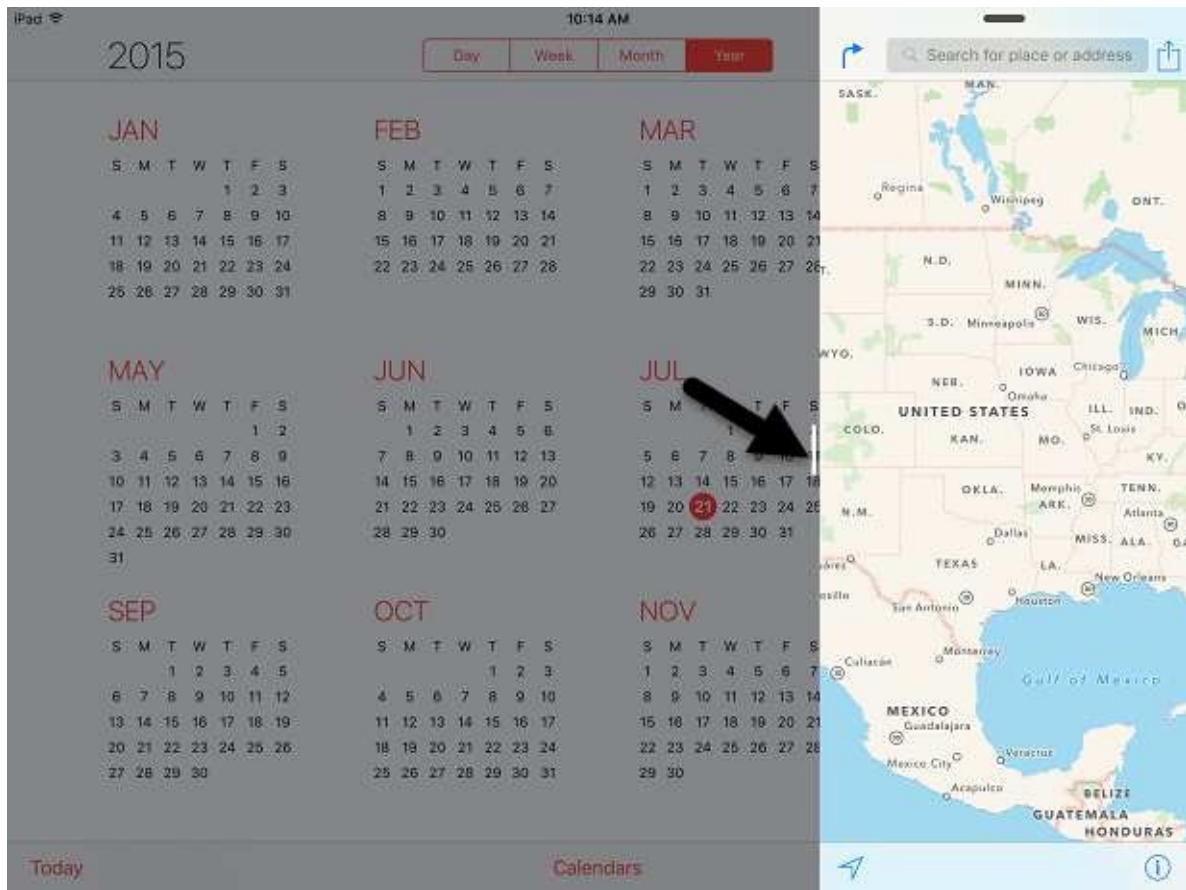 iPad 10:14 AM
2015 Day Week Month Year
JAN FEB MAR
S M T W T F S S M T W T F S S M T W T F S
1 2 3 1 2 3 4 5 6 7 1 2 3 4 5 6 7
4 5 6 7 8 9 10 8 9 10 11 12 13 14 8 9 10 11 12 13 14
11 12 13 14 15 16 17 15 16 17 18 19 20 21 15 16 17 18 19 20 21
18 19 20 21 22 23 24 22 23 24 25 26 27 28 22 23 24 25 26 27 28
25 26 27 28 29 30 31 29 30 31
MAY JUN JUL
S M T W T F S S M T W T F S S M T F S
1 2 1 2 3 4 5 6 1
3 4 5 6 7 8 9 7 8 9 10 11 12 13 5 6 7 8 9 10
10 11 12 13 14 15 16 14 15 16 17 18 19 20 12 13 14 15 16 17 18
17 18 19 20 21 22 23 21 22 23 24 25 26 27 19 20 21 22 23 24 25
24 25 26 27 28 29 30 28 29 30 26 27 28 29 30 31
31
SEP OCT NOV
S M T W T F S S M T W T F S S M T W T F S
1 2 3 4 5 1 2 3 1 2 3 4 5 6 7
6 7 8 9 10 11 12 4 5 6 7 8 9 10 8 9 10 11 12 13 14
13 14 15 16 17 18 19 11 12 13 14 15 16 17 15 16 17 18 19 20 21
20 21 22 23 24 25 26 18 19 20 21 22 23 24 22 23 24 25 26 27 28
27 28 29 30 25 26 27 28 29 30 31 29 30
Today Calendars
Search for place or address
SASK. MAN.
Regina Winnipeg ONT.
N.D.
MINN.
S.D. Minneapolis WIS. MICH
WYO.
NEB. IOWA Chicago
Omaha
UNITED STATES ILL. IND.
COLO. KAN. MO. St. Louis
KY.
OKLA. Memphis TENN.
N.M. ARK. Atlanta
Dallas MISS. ALA.
TEXAS LA.
New Orleans
San Antonio Houston
Monterrey
Culiacán
Gulf of Mexico
MEXICO
Guadalajara
Mexico City Veracruz
Acapulco BELIZE
GUATEMALA
HONDURAS